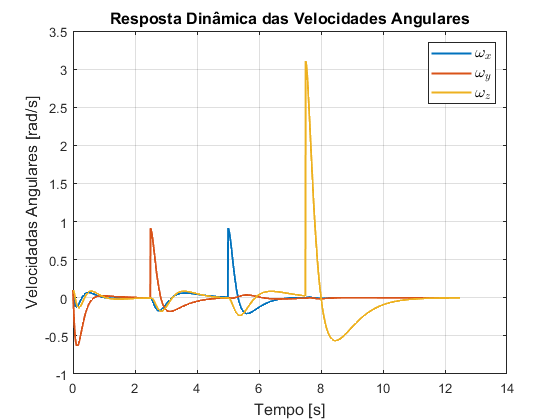 Resposta Dinâmica das Velocidades Angulares
Velocidadas Angulares [rad/s]
3.5
3
2.5
2
1.5
1
0.5
0
-0.5
-1
0 2 4 6 8 10 12 14
Tempo [s]
ωx
ωy
ωz